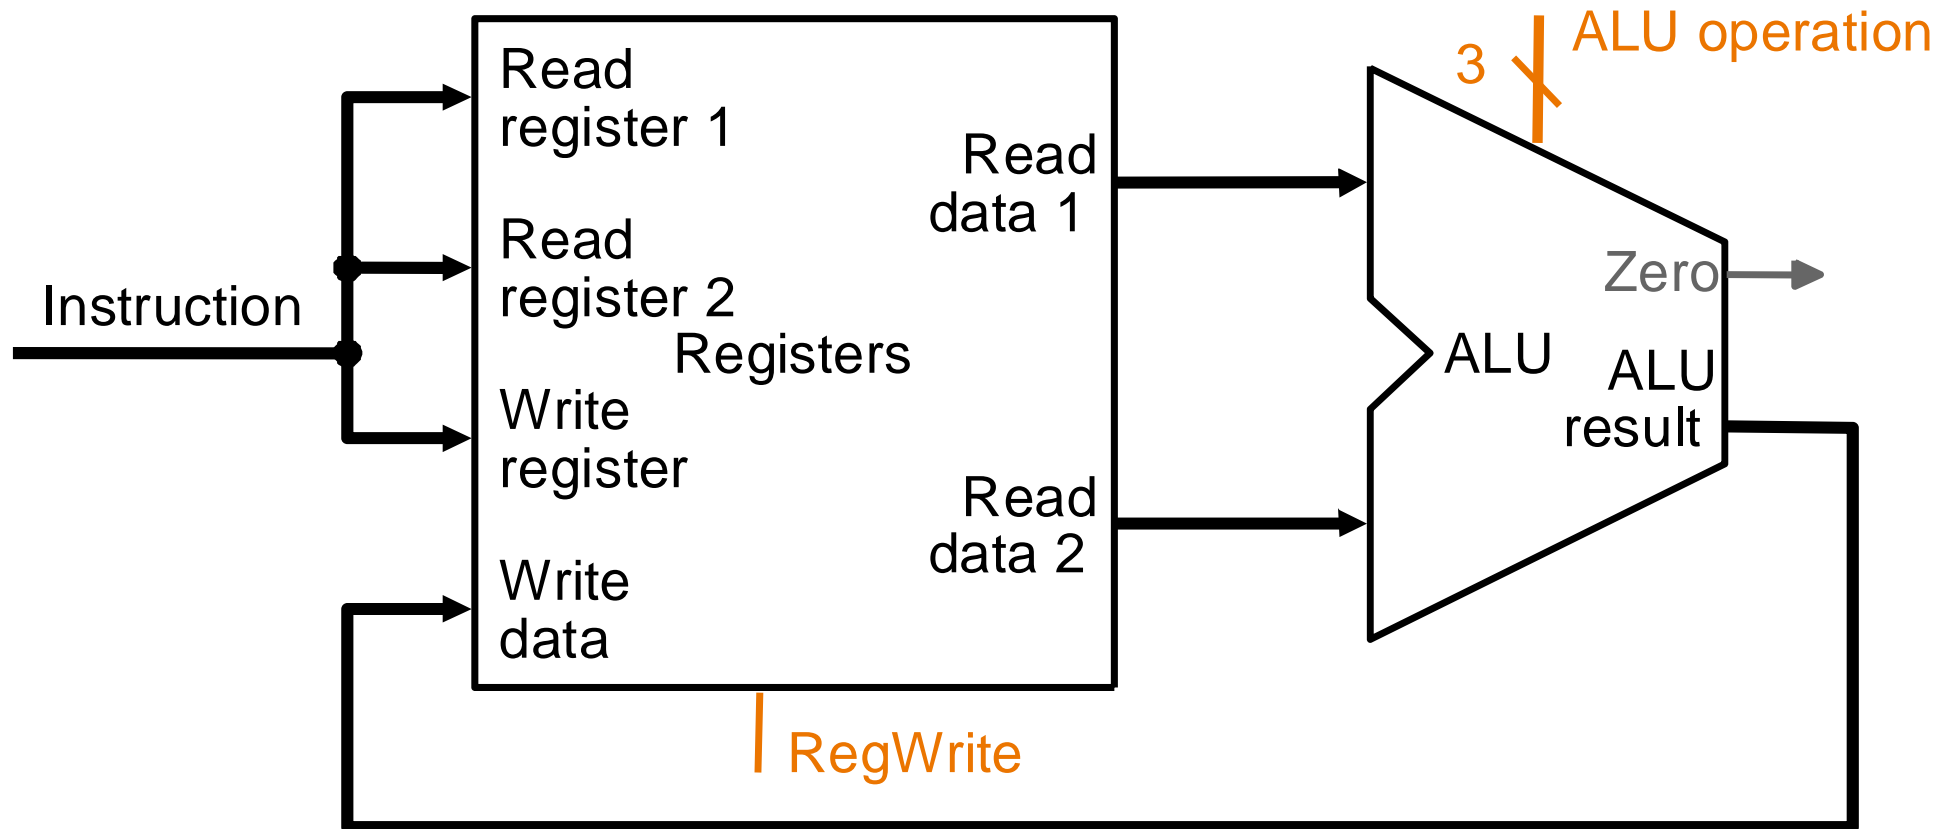 ALU operation
3
Read
register 1
Read
data 1
Read
register 2
Zero
Instruction
Registers
ALU
ALU
result
Write
register
Read
data 2
Write
data
RegWrite